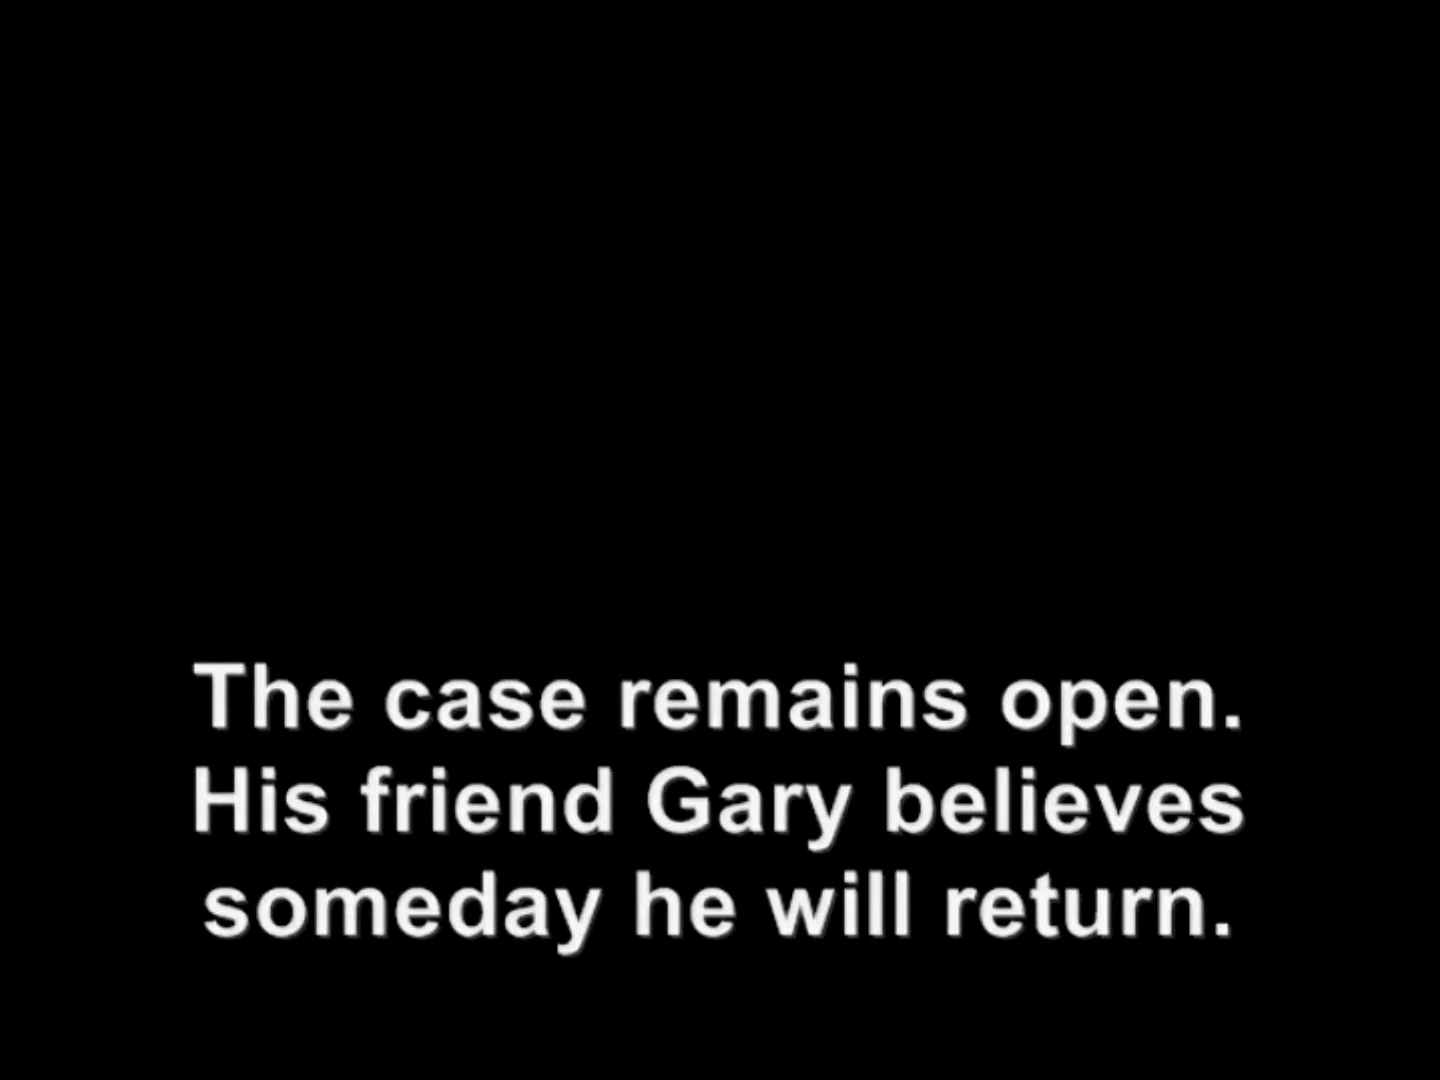 The case remains open.
His friend Gary believes
someday he will return.